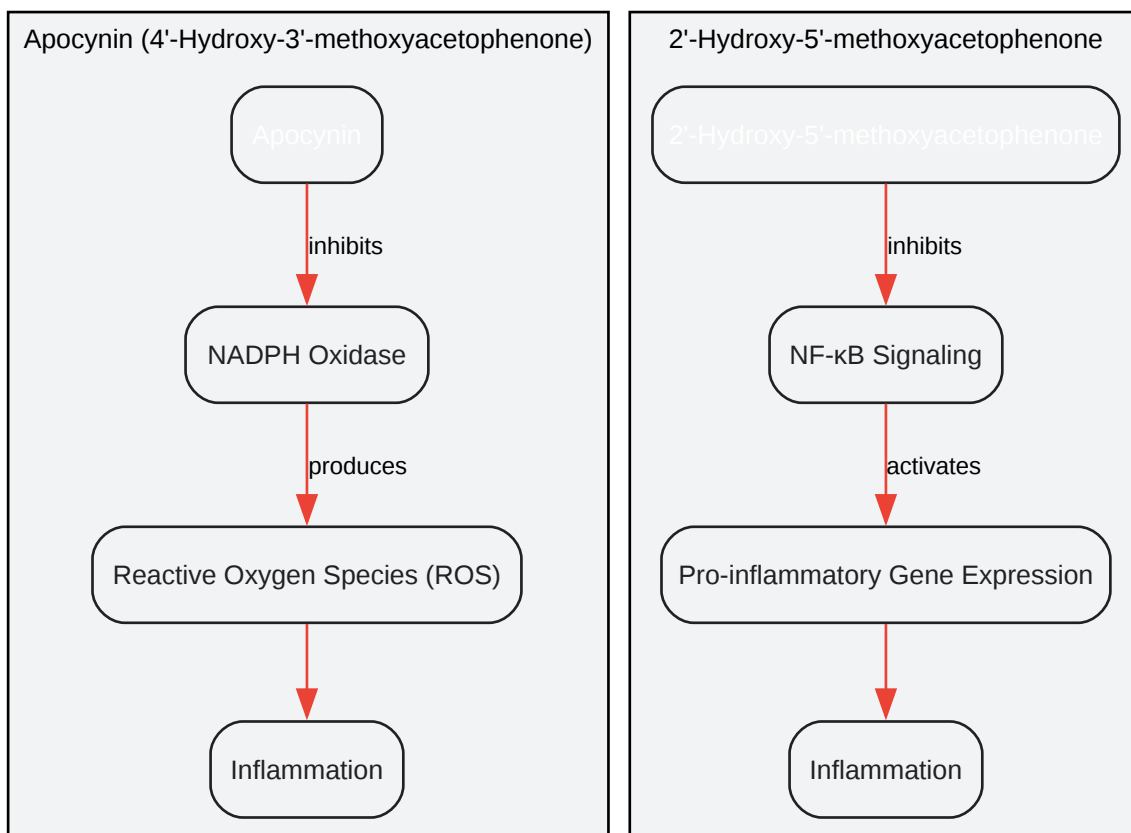 Apocynin (4'-Hydroxy-3'-methoxyacetophenone)
Apocynin
inhibits
NADPH Oxidase
produces
Reactive Oxygen Species (ROS)
Inflammation
2'-Hydroxy-5'-methoxyacetophenone
2'-Hydroxy-5'-methoxyacetophenone
inhibits
NF-κB Signaling
activates
Pro-inflammatory Gene Expression
Inflammation